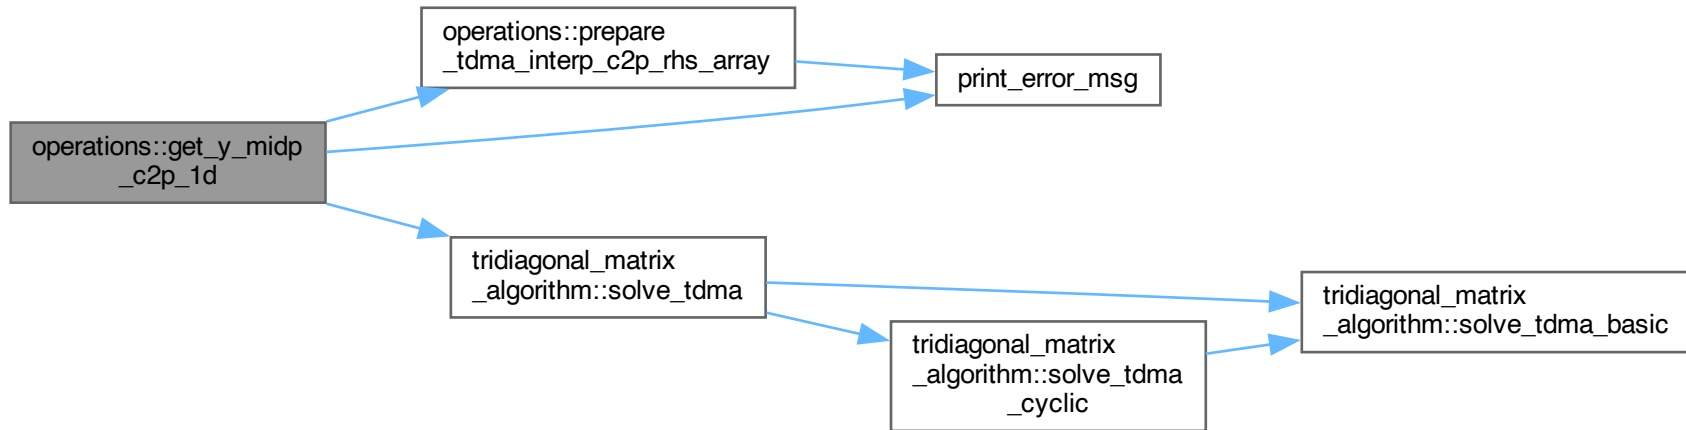 operations::prepare
_tdma_interp_c2p_rhs_array
print_error_msg
operations::get_y_midp
_c2p_1d
tridiagonal_matrix
_algorithm::solve_tdma
tridiagonal_matrix
_algorithm::solve_tdma_basic
tridiagonal_matrix
_algorithm::solve_tdma
_cyclic